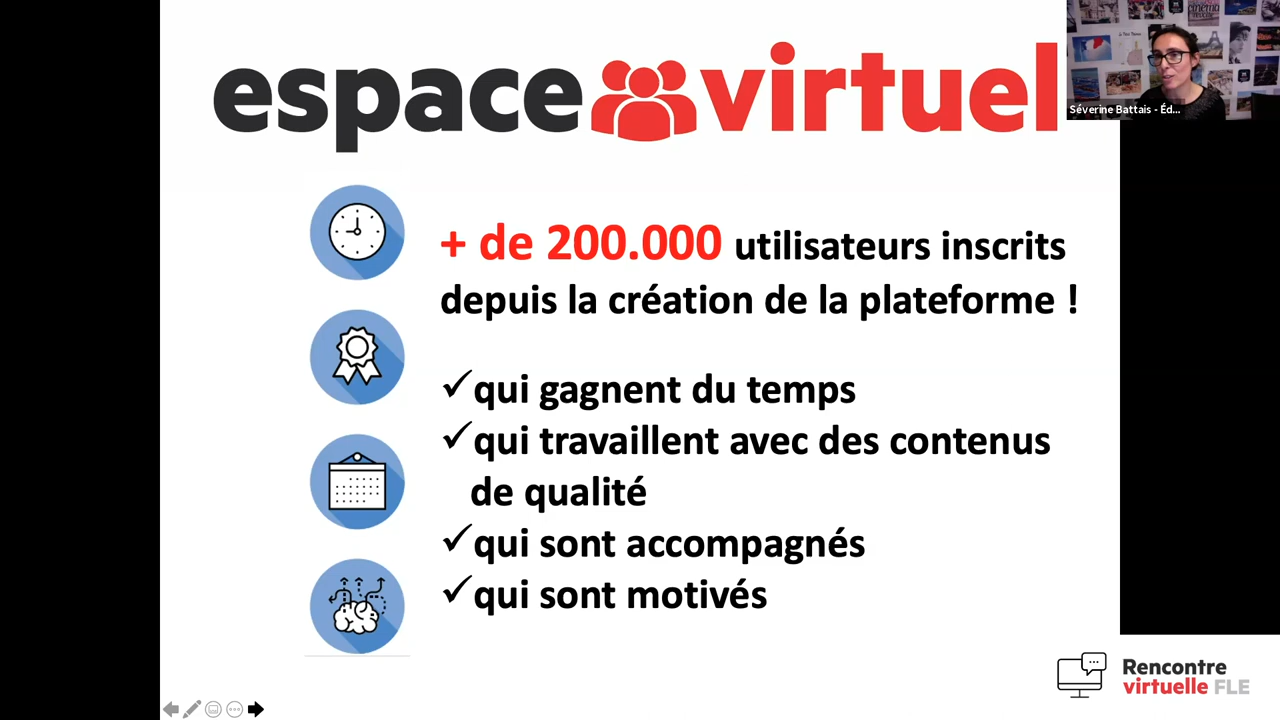 espace virtuel
Séverine Battais - Éd...
+ de 200.000 utilisateurs inscrits
depuis la création de la plateforme !
✓qui gagnent du temps
✓qui travaillent avec des contenus
de qualité
✓qui sont accompagnés
✓qui sont motivés
Rencontre
virtuelle FLE